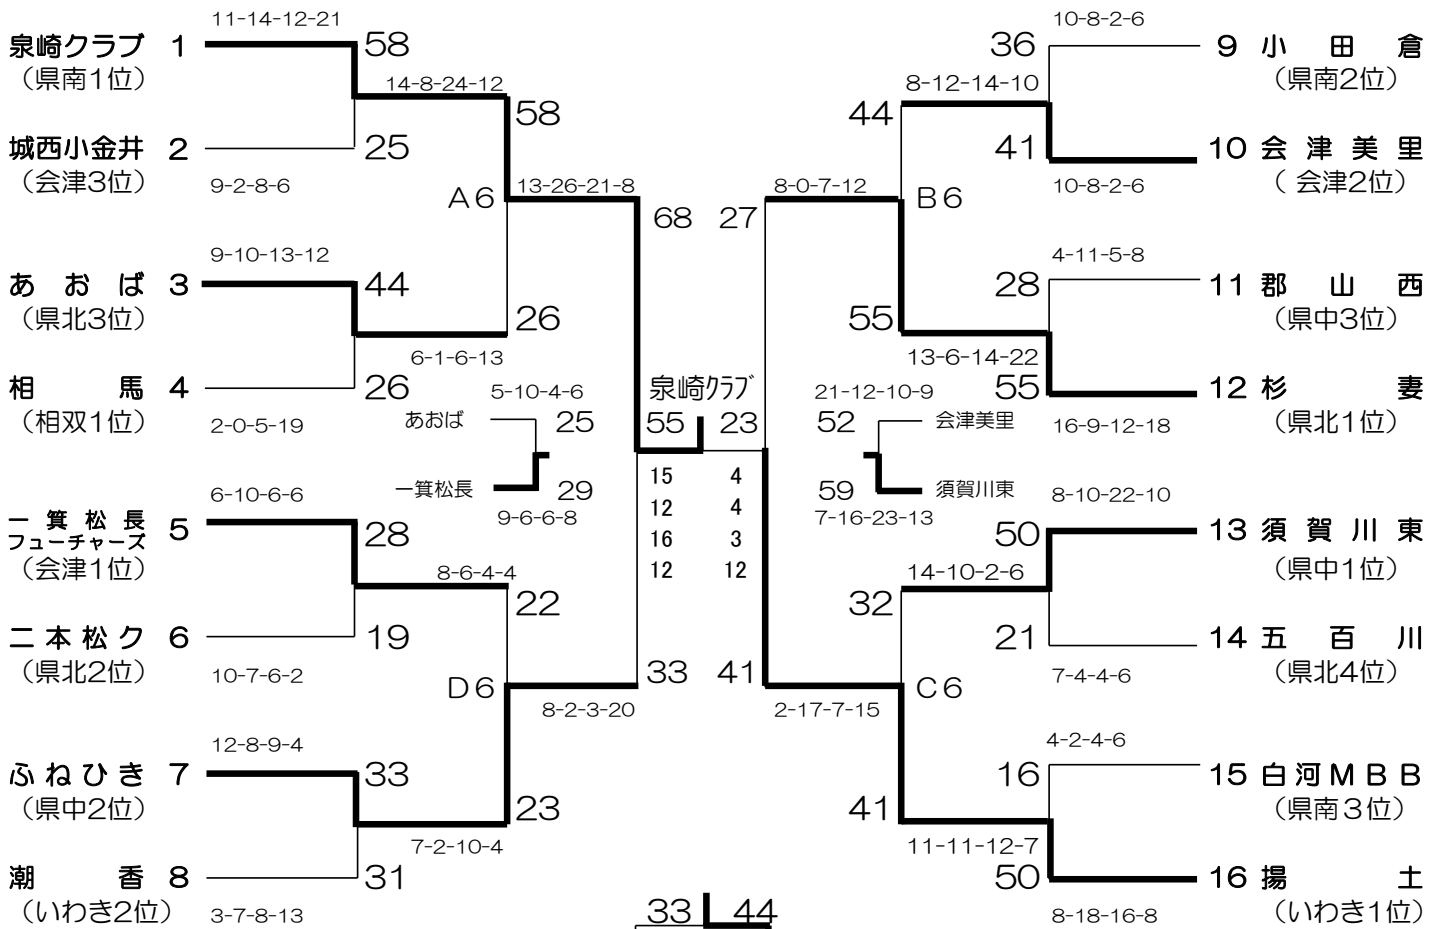 11-14-12-21
泉崎クラブ 1
58
（県南1位）
14-8-24-12
58
城西小金井 2
25
（会津3位）
9-2-8-6
A6
13-26-21-8
68
9-10-13-12
あおば 3
44
（県北3位）
26
6-1-6-13
相馬 4
26
（相双1位）
2-0-5-19
5-10-4-6
あおば
25
一箕松長
29
9-6-6-8
6-10-6-6
一箕松長
フューチャーズ 5
28
（会津1位）
8-6-4-4
22
二本松ク 6
19
（県北2位）
10-7-6-2
D6
33
8-2-3-20
12-8-9-4
ふねひき 7
33
（県中2位）
23
7-2-10-4
潮香 8
31
（いわき2位）
3-7-8-13
泉崎クラブ
55 23
15 4
12 4
16 3
12 12
33 44
10-8-2-6
36
9 小田倉
（県南2位）
8-12-14-10
44
41
10 会津美里
（ 会津2位）
10-8-2-6
8-0-7-12
27
B6
4-11-5-8
28
11 郡山西
（県中3位）
55
13-6-14-22
55
12 杉妻
（県北1位）
16-9-12-18
21-12-10-9
52
会津美里
59
須賀川東
7-16-23-13
8-10-22-10
50
13 須賀川東
（県中1位）
14-10-2-6
32
21
14 五百川
（県北4位）
7-4-4-6
41
C6
2-17-7-15
4-2-4-6
16
15 白河MBB
（県南３位）
41
11-11-12-7
50
16 揚土
（いわき1位）
8-18-16-8